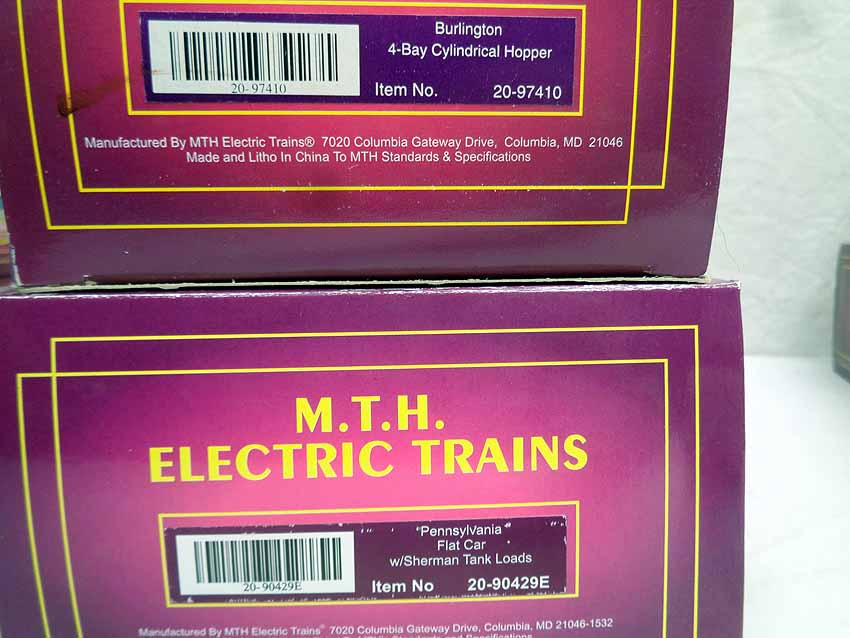 Burlington
4-Bay Cylindrical Hopper
20-97410
Item No. 20-97410
Manufactured By MTH Electric Trains® 7020 Columbia Gateway Drive, Columbia, MD 21046
Made and Litho In China To MTH Standards & Specifications
M.T.H.
ELECTRIC TRAINS
Pennsylvania
Flat Car
w/Sherman Tank Loads
20-90429E
Item No 20-90429E
Manufactured By MTH Electric Trains® 7020 Columbia Gateway Drive, Columbia, MD 21046-1532